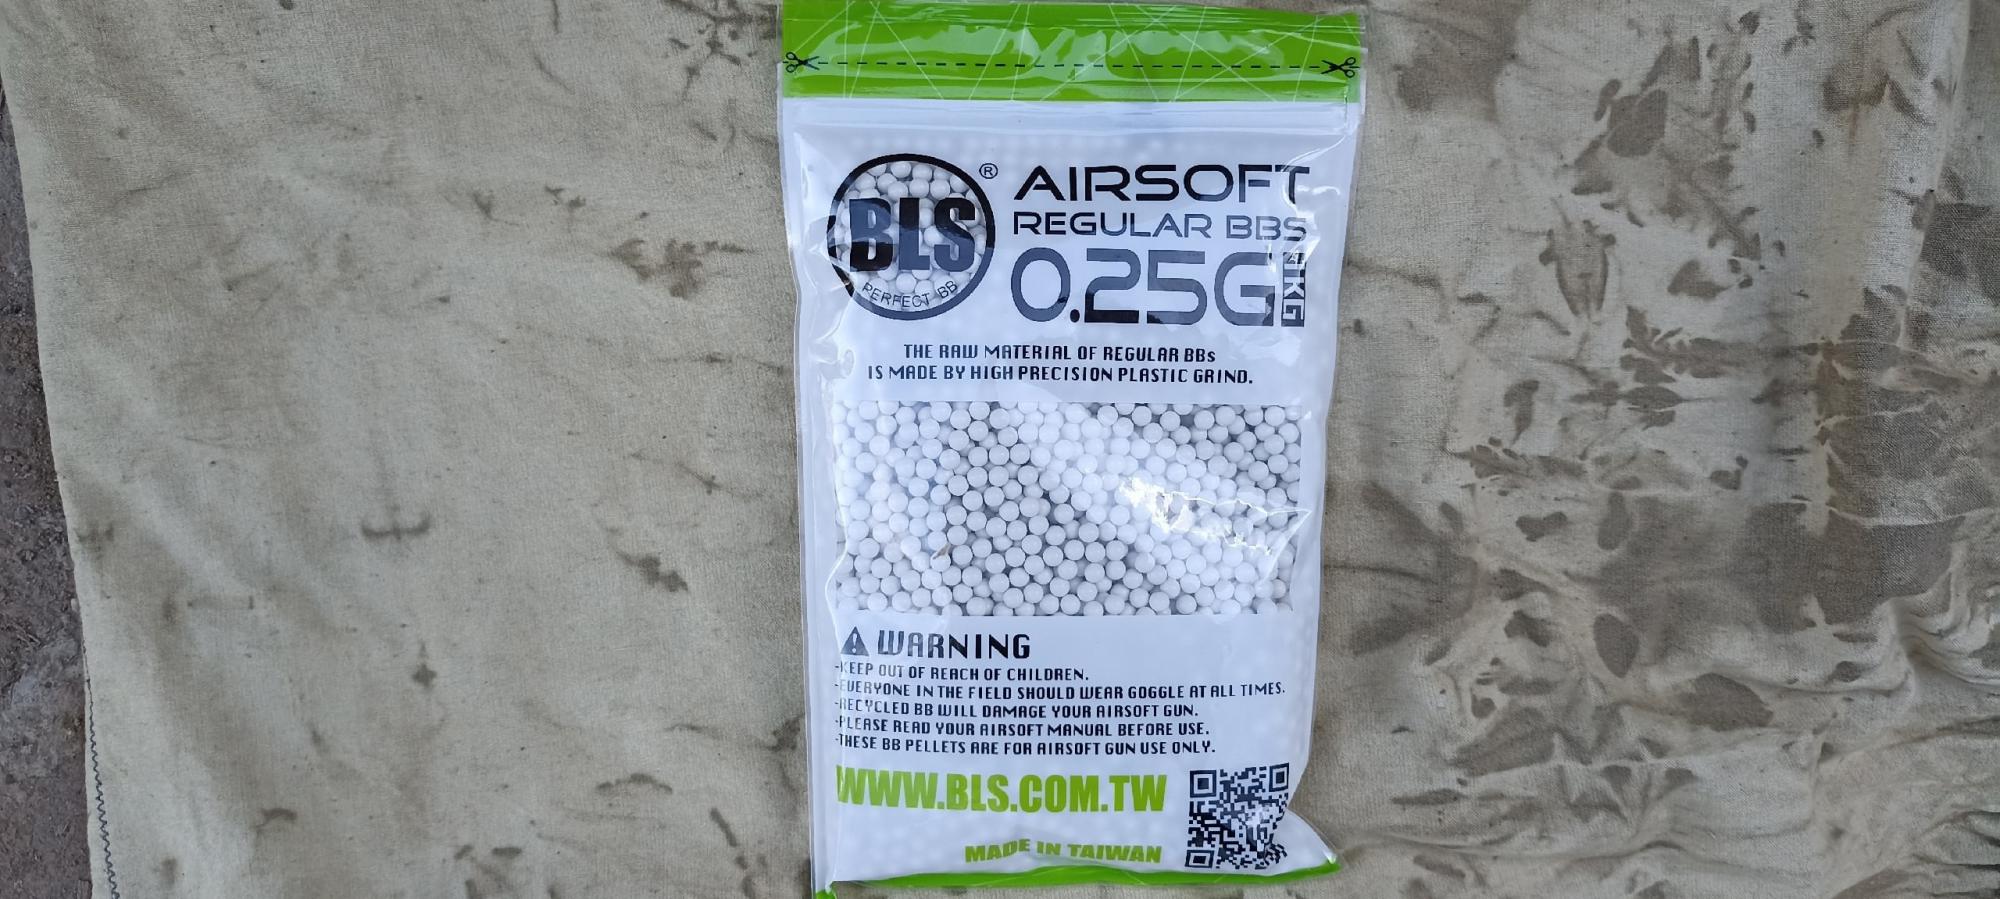 BLS
®
PERFECT BB
AIRSOFT
REGULAR BBS
0.25G
1KG
THE RAW MATERIAL OF REGULAR BBs
IS MADE BY HIGH PRECISION PLASTIC GRIND.
WARNING
-KEEP OUT OF REACH OF CHILDREN.
-EVERYONE IN THE FIELD SHOULD WEAR GOGGLE AT ALL TIMES.
-RECYCLED BB WILL DAMAGE YOUR AIRSOFT GUN.
-PLEASE READ YOUR AIRSOFT MANUAL BEFORE USE.
-THESE BB PELLETS ARE FOR AIRSOFT GUN USE ONLY.
WWW.BLS.COM.TW
MADE IN TAIWAN